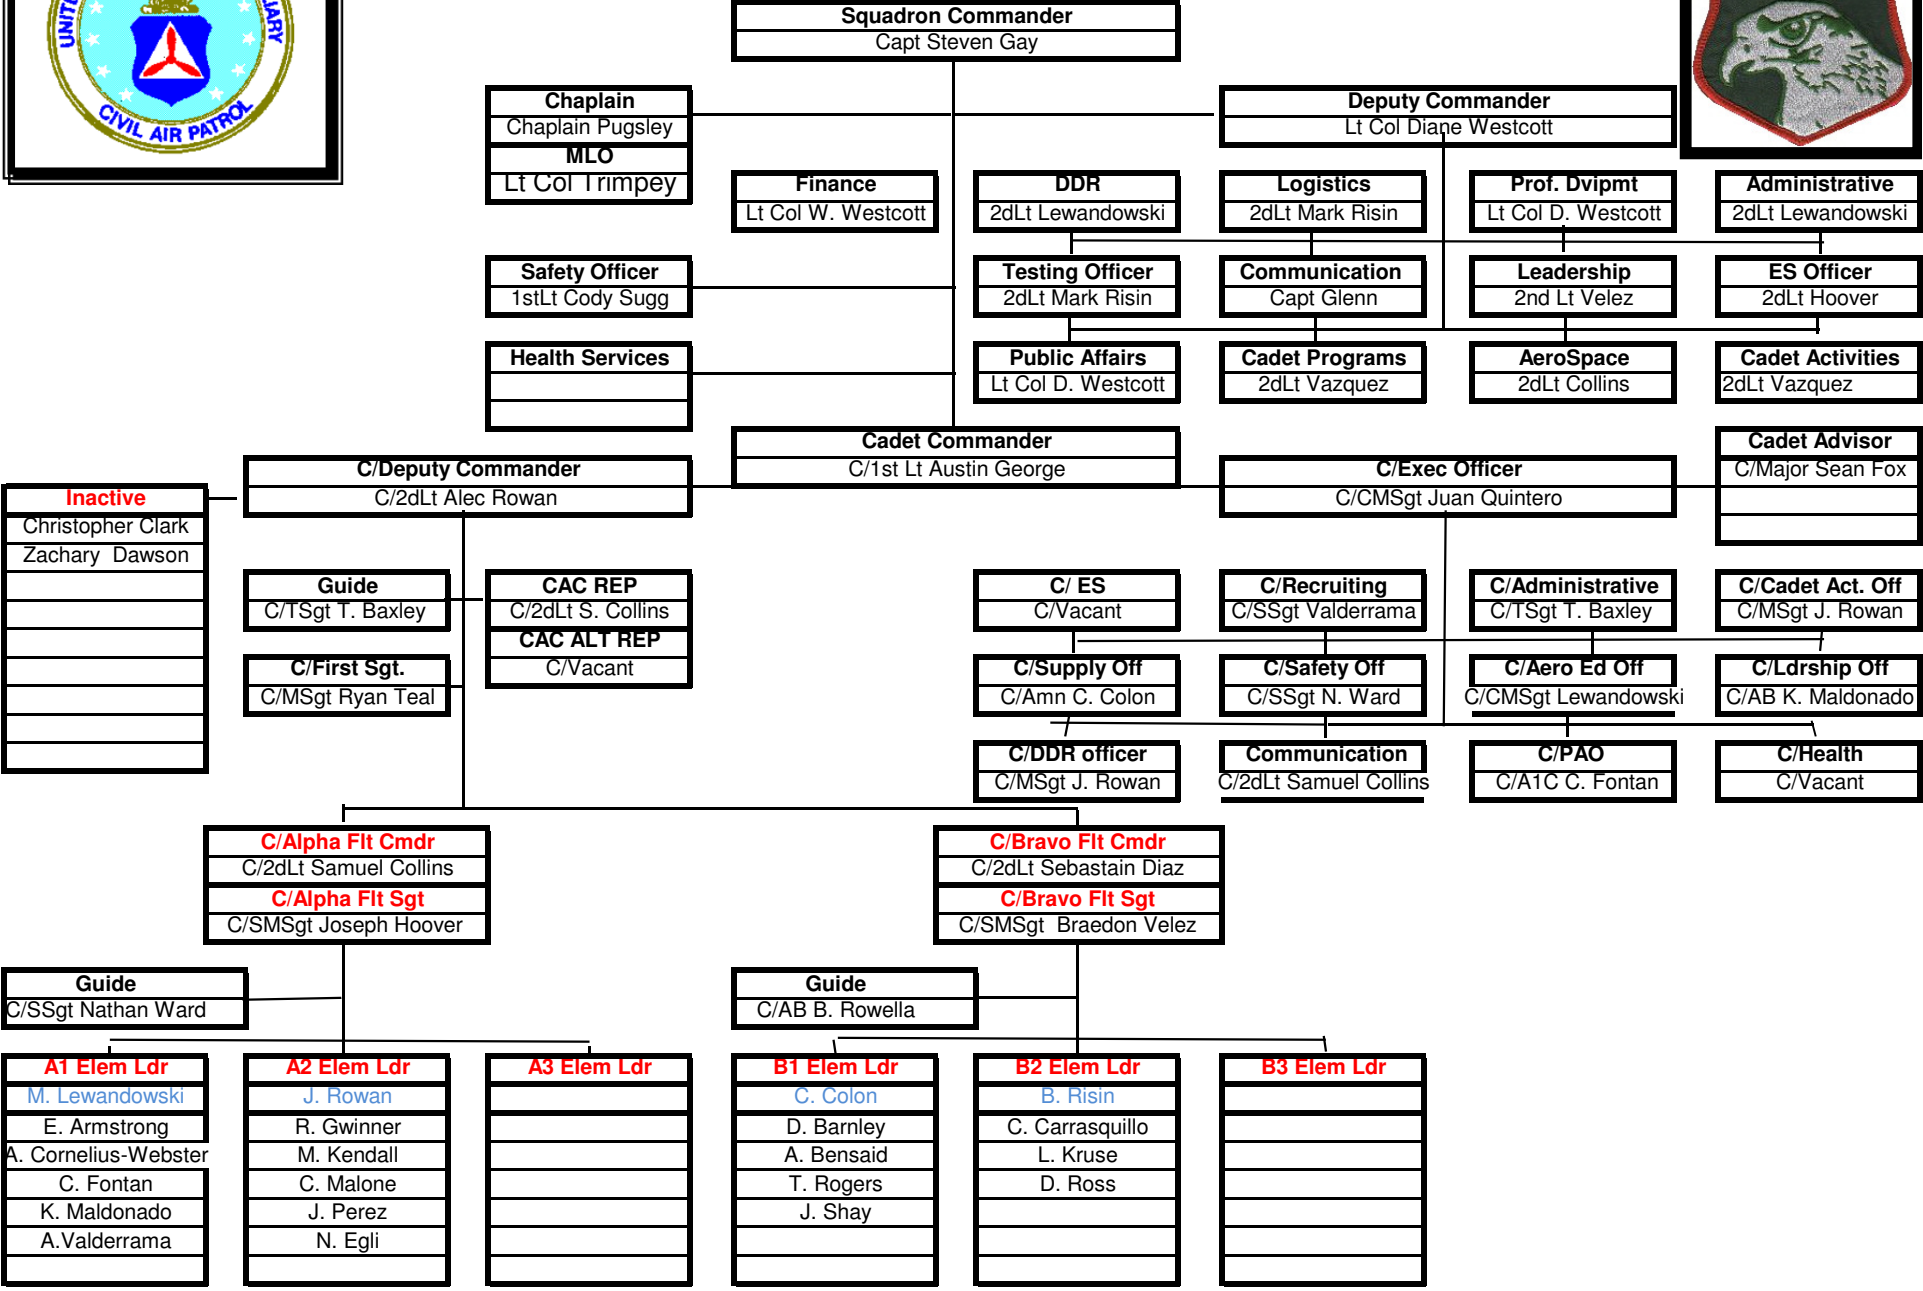 UNITE
IARY
CIVIL AIR PATROL
Squadron Commander
Capt Steven Gay
Chaplain
Chaplain Pugsley
MLO
Lt Col Trimpey
Deputy Commander
Lt Col Diane Westcott
Finance
Lt Col W. Westcott
DDR
2dLt Lewandowski
Logistics
2dLt Mark Risin
Prof. Dvlpmt
Lt Col D. Westcott
Administrative
2dLt Lewandowski
Safety Officer
1stLt Cody Sugg
Testing Officer
2dLt Mark Risin
Communication
Capt Glenn
Leadership
2nd Lt Velez
ES Officer
2dLt Hoover
Health Services
Public Affairs
Lt Col D. Westcott
Cadet Programs
2dLt Vazquez
AeroSpace
2dLt Collins
Cadet Activities
2dLt Vazquez
Cadet Commander
C/1st Lt Austin George
C/Deputy Commander
C/2dLt Alec Rowan
C/Exec Officer
C/CMSgt Juan Quintero
Cadet Advisor
C/Major Sean Fox
Inactive
Christopher Clark
Zachary  Dawson
Guide
C/TSgt T. Baxley
CAC REP
C/2dLt S. Collins
CAC ALT REP
C/Vacant
C/First Sgt.
C/MSgt Ryan Teal
C/ ES
C/Vacant
C/Recruiting
C/SSgt Valderrama
C/Administrative
C/TSgt T. Baxley
C/Cadet Act. Off
C/MSgt J. Rowan
C/Supply Off
C/Amn C. Colon
C/Safety Off
C/SSgt N. Ward
C/Aero Ed Off
C/CMSgt Lewandowski
C/Ldrship Off
C/AB K. Maldonado
C/DDR officer
C/MSgt J. Rowan
Communication
C/2dLt Samuel Collins
C/PAO
C/A1C C. Fontan
C/Health
C/Vacant
C/Alpha Flt Cmdr
C/2dLt Samuel Collins
C/Alpha Flt Sgt
C/SMSgt Joseph Hoover
C/Bravo Flt Cmdr
C/2dLt Sebastain Diaz
C/Bravo Flt Sgt
C/SMSgt  Braedon Velez
Guide
C/SSgt Nathan Ward
Guide
C/AB B. Rowella
A1 Elem Ldr
M. Lewandowski
E. Armstrong
A. Cornelius-Webster
C. Fontan
K. Maldonado
A.Valderrama
A2 Elem Ldr
J. Rowan
R. Gwinner
M. Kendall
C. Malone
J. Perez
N. Egli
A3 Elem Ldr
B1 Elem Ldr
C. Colon
D. Barnley
A. Bensaid
T. Rogers
J. Shay
B2 Elem Ldr
B. Risin
C. Carrasquillo
L. Kruse
D. Ross
B3 Elem Ldr